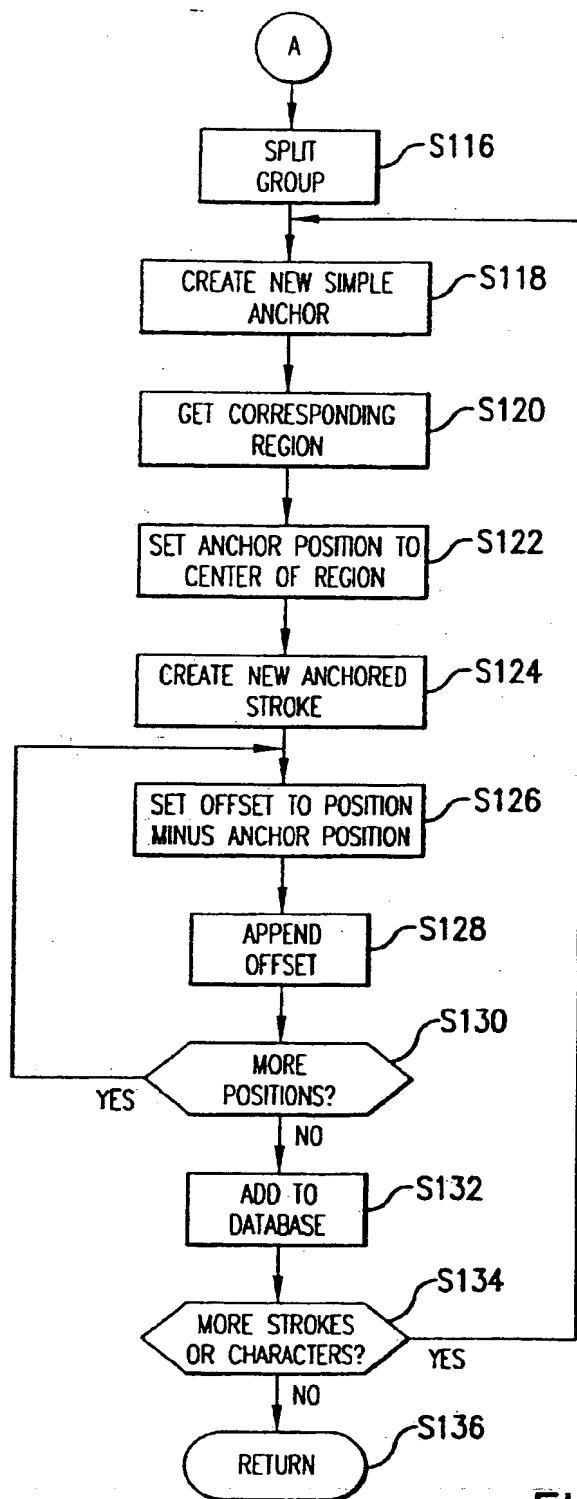 A
SPLIT
GROUP
S116
CREATE NEW SIMPLE
ANCHOR
S118
GET CORRESPONDING
REGION
S120
SET ANCHOR POSITION TO
CENTER OF REGION
S122
CREATE NEW ANCHORED
STROKE
S124
SET OFFSET TO POSITION
MINUS ANCHOR POSITION
S126
APPEND
OFFSET
S128
MORE
POSITIONS?
S130
YES
NO
ADD TO
DATABASE
S132
MORE STROKES
OR CHARACTERS?
S134
YES
NO
RETURN
S136